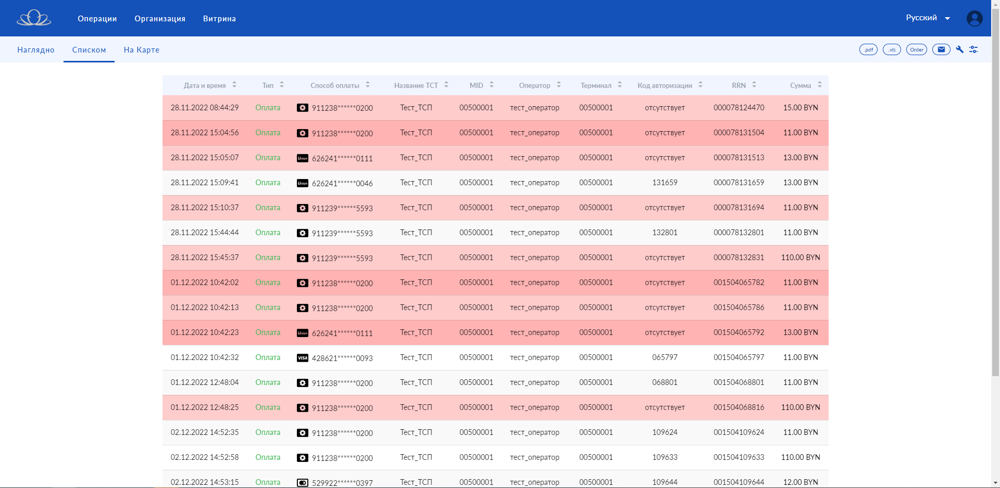 Операции Организация Витрина Русский
Наглядно Списком На Карте .pdf .xls Order
Дата и время Тип Способ оплаты Название ТСТ MID Оператор Терминал Код авторизации RRN Сумма
28.11.2022 08:44:29 Оплата 911238******0200 Тест_ТСП 00500001 тест_оператор 00500001 отсутствует 000078124470 15.00 BYN
28.11.2022 15:04:56 Оплата 911238******0200 Тест_ТСП 00500001 тест_оператор 00500001 отсутствует 000078131504 11.00 BYN
28.11.2022 15:05:07 Оплата Union 626241******0111 Тест_ТСП 00500001 тест_оператор 00500001 отсутствует 000078131513 13.00 BYN
28.11.2022 15:09:41 Оплата Union 626241******0046 Тест_ТСП 00500001 тест_оператор 00500001 131659 000078131659 13.00 BYN
28.11.2022 15:10:37 Оплата 911239******5593 Тест_ТСП 00500001 тест_оператор 00500001 отсутствует 000078131694 11.00 BYN
28.11.2022 15:44:44 Оплата 911239******5593 Тест_ТСП 00500001 тест_оператор 00500001 132801 000078132801 11.00 BYN
28.11.2022 15:45:37 Оплата 911239******5593 Тест_ТСП 00500001 тест_оператор 00500001 отсутствует 000078132831 110.00 BYN
01.12.2022 10:42:02 Оплата 911238******0200 Тест_ТСП 00500001 тест_оператор 00500001 отсутствует 001504065782 11.00 BYN
01.12.2022 10:42:13 Оплата 911238******0200 Тест_ТСП 00500001 тест_оператор 00500001 отсутствует 001504065786 11.00 BYN
01.12.2022 10:42:23 Оплата Union 626241******0111 Тест_ТСП 00500001 тест_оператор 00500001 отсутствует 001504065792 13.00 BYN
01.12.2022 10:42:32 Оплата VISA 428621******0093 Тест_ТСП 00500001 тест_оператор 00500001 065797 001504065797 11.00 BYN
01.12.2022 12:48:04 Оплата 911238******0200 Тест_ТСП 00500001 тест_оператор 00500001 068801 001504068801 11.00 BYN
01.12.2022 12:48:25 Оплата 911238******0200 Тест_ТСП 00500001 тест_оператор 00500001 отсутствует 001504068816 110.00 BYN
02.12.2022 14:52:35 Оплата 911238******0200 Тест_ТСП 00500001 тест_оператор 00500001 109624 001504109624 11.00 BYN
02.12.2022 14:52:58 Оплата 911238******0200 Тест_ТСП 00500001 тест_оператор 00500001 109633 001504109633 110.00 BYN
02.12.2022 14:53:15 Оплата 529922******0397 Тест_ТСП 00500001 тест_оператор 00500001 109644 001504109644 12.00 BYN